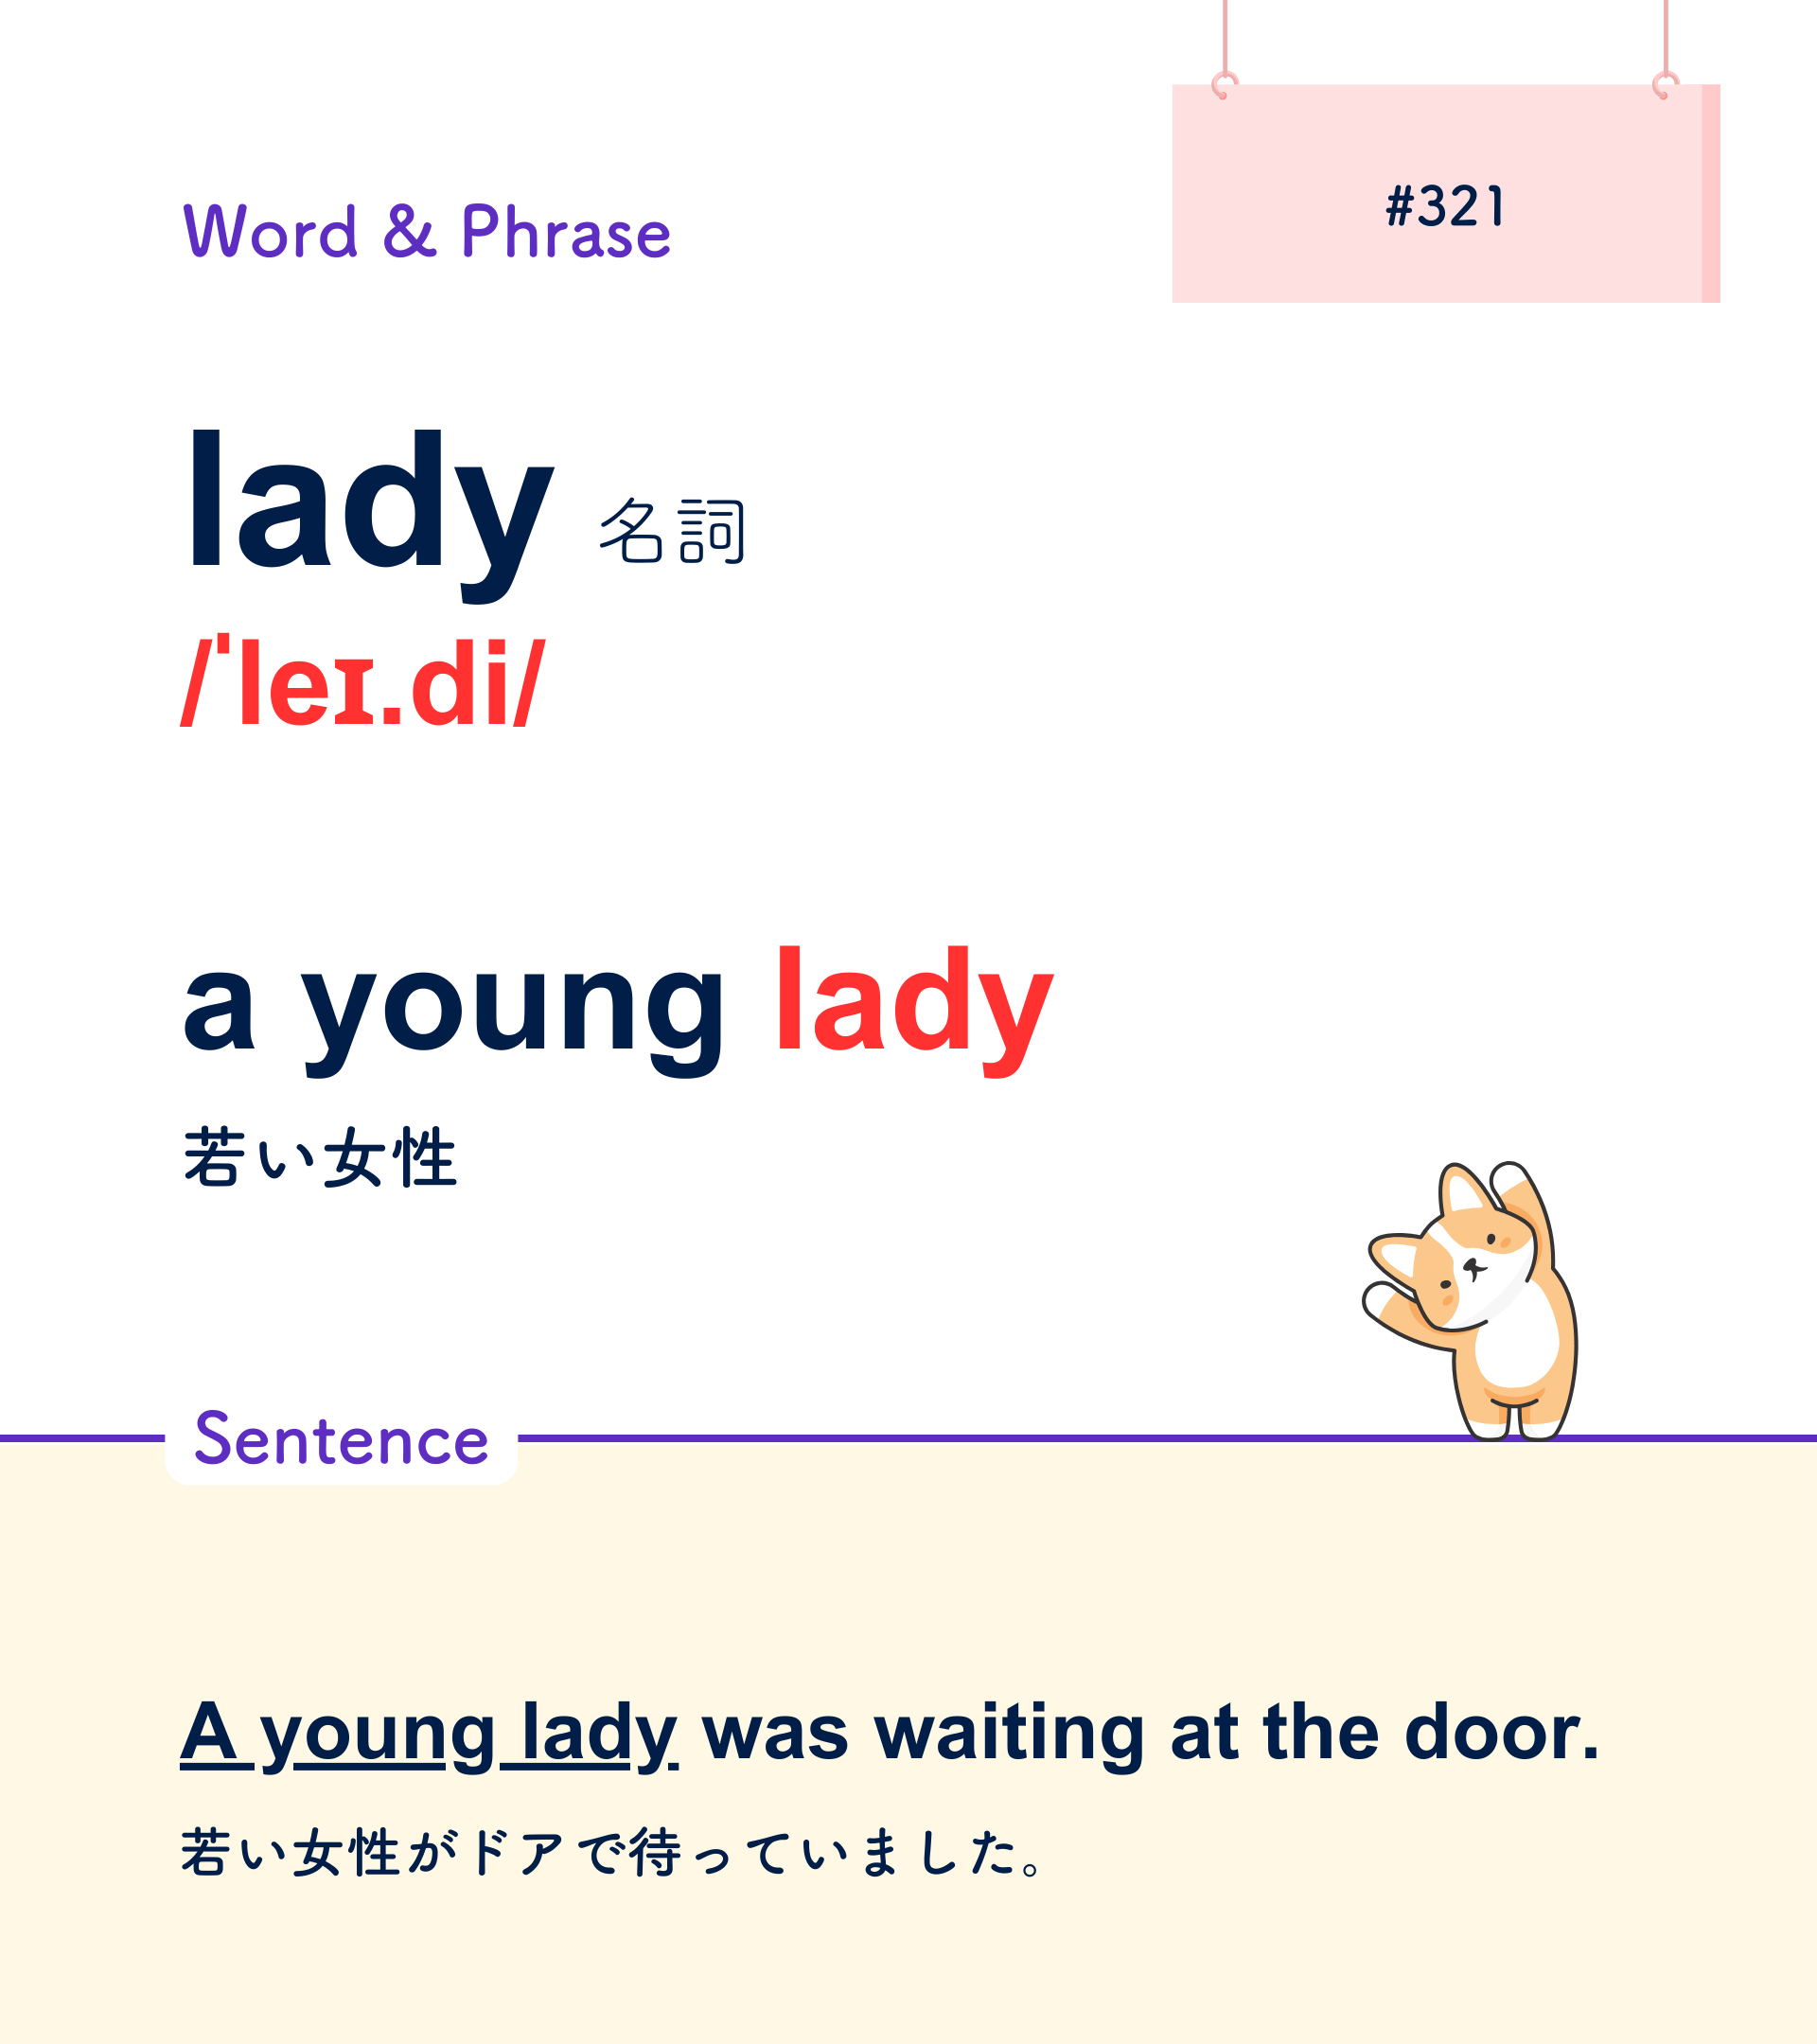 #321
Word & Phrase
lady 名詞
/ˈleɪ.di/
a young lady
若い女性
Sentence
A young lady was waiting at the door.
若い女性がドアで待っていました。